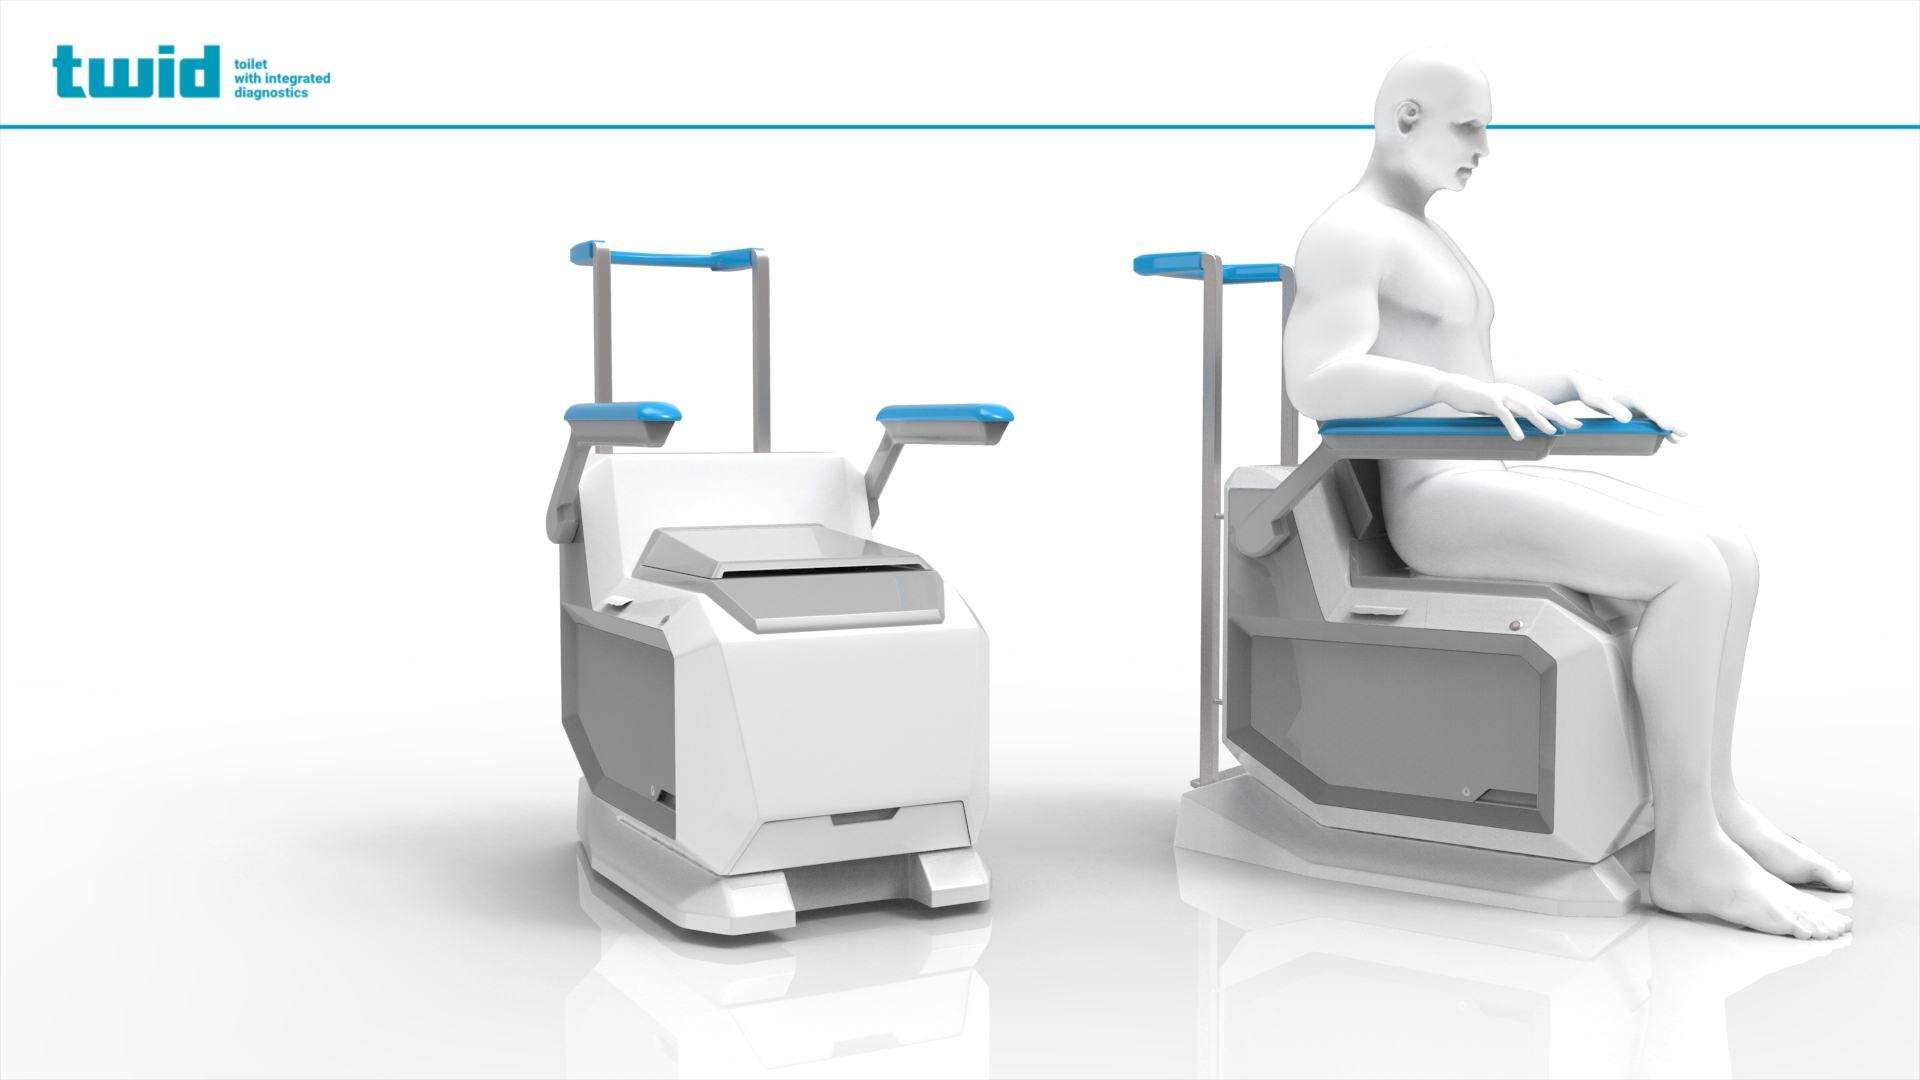 twid
toilet
with integrated
diagnostics